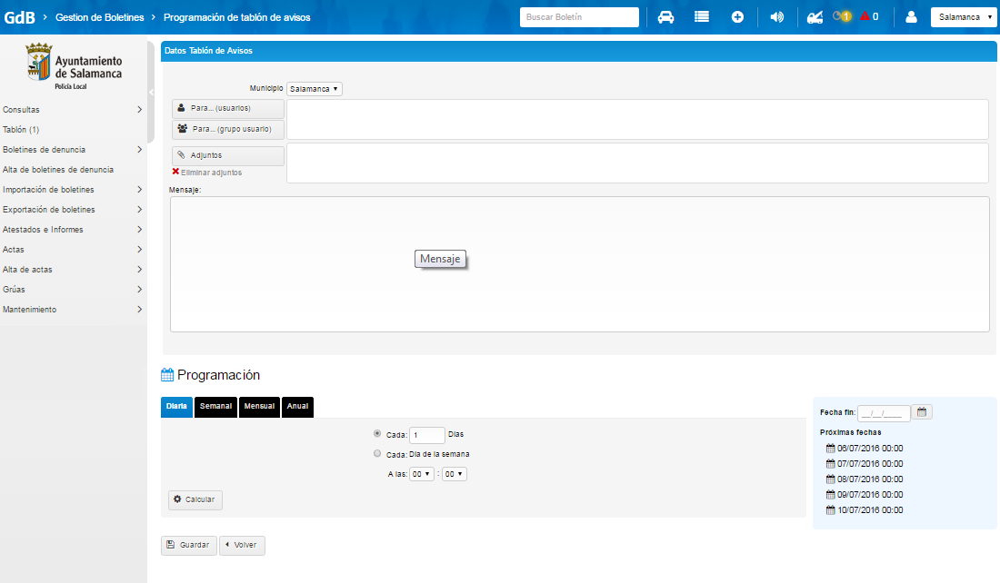 GdB > Gestion de Boletines > Programación de tablón de avisos
Buscar Boletín
1
0
Salamanca
Ayuntamiento
de Salamanca
Policía Local
Consultas
Tablón (1)
Boletines de denuncia
Alta de boletines de denuncia
Importación de boletines
Exportación de boletines
Atestados e Informes
Actas
Alta de actas
Grúas
Mantenimiento
Datos Tablón de Avisos
Municipio Salamanca
Para... (usuarios)
Para... (grupo usuario)
Adjuntos
Eliminar adjuntos
Mensaje:
Mensaje
Programación
Diaria Semanal Mensual Anual
Cada: 1 Dias
Cada: Dia de la semana
A las: 00 : 00
Calcular
Fecha fin: __/__/____
Próximas fechas
06/07/2016 00:00
07/07/2016 00:00
08/07/2016 00:00
09/07/2016 00:00
10/07/2016 00:00
Guardar Volver